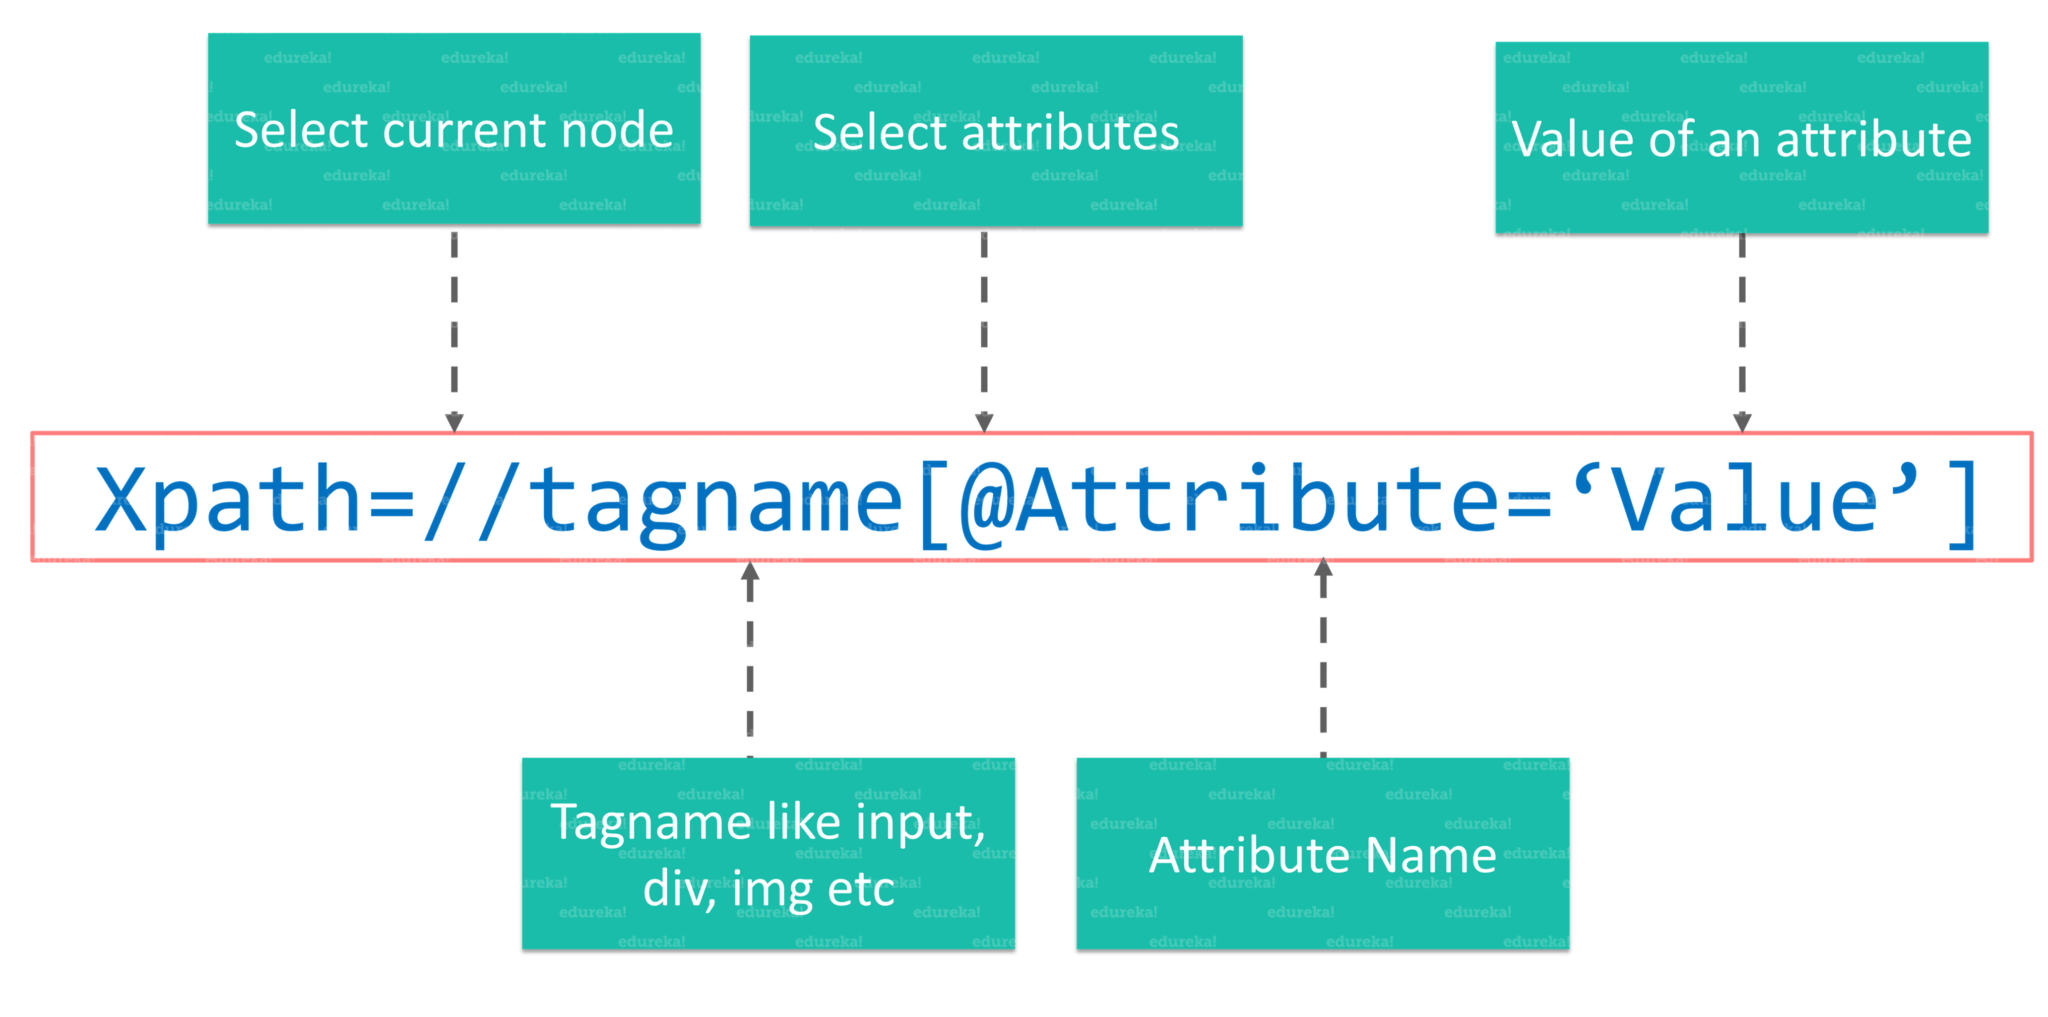 Select current node
Select attributes
Value of an attribute
Xpath=//tagname[@Attribute=‘Value’]
Tagname like input,
div, img etc
Attribute Name
edureka!